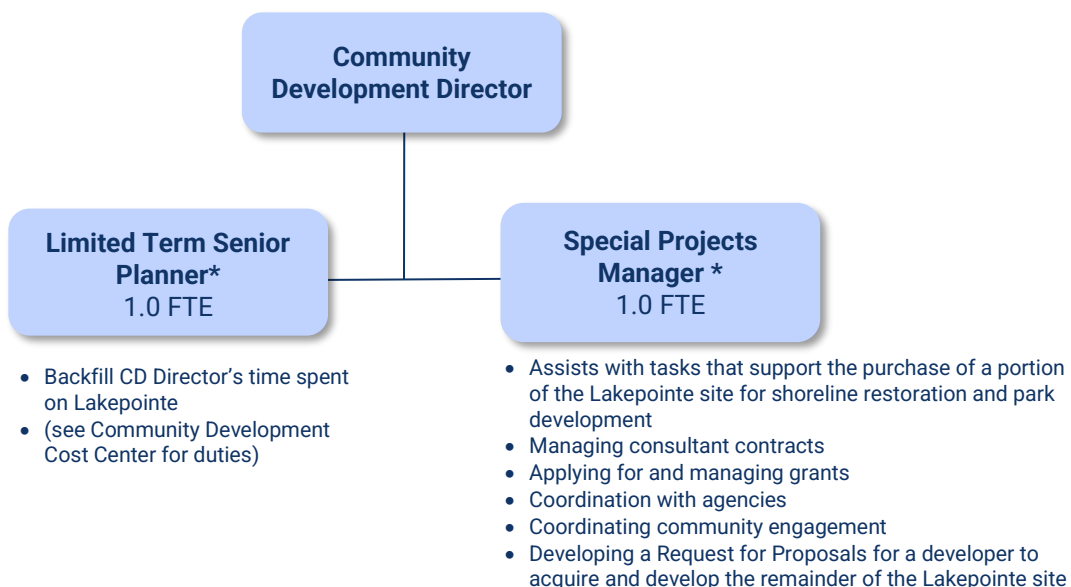 Community
Development Director
Limited Term Senior
Planner*
1.0 FTE
Special Projects
Manager *
1.0 FTE
• Backfill CD Director's time spent
on Lakepointe
• (see Community Development
Cost Center for duties)
• Assists with tasks that support the purchase of a portion
of the Lakepointe site for shoreline restoration and park
development
• Managing consultant contracts
• Applying for and managing grants
• Coordination with agencies
• Coordinating community engagement
• Developing a Request for Proposals for a developer to
acquire and develop the remainder of the Lakepointe site